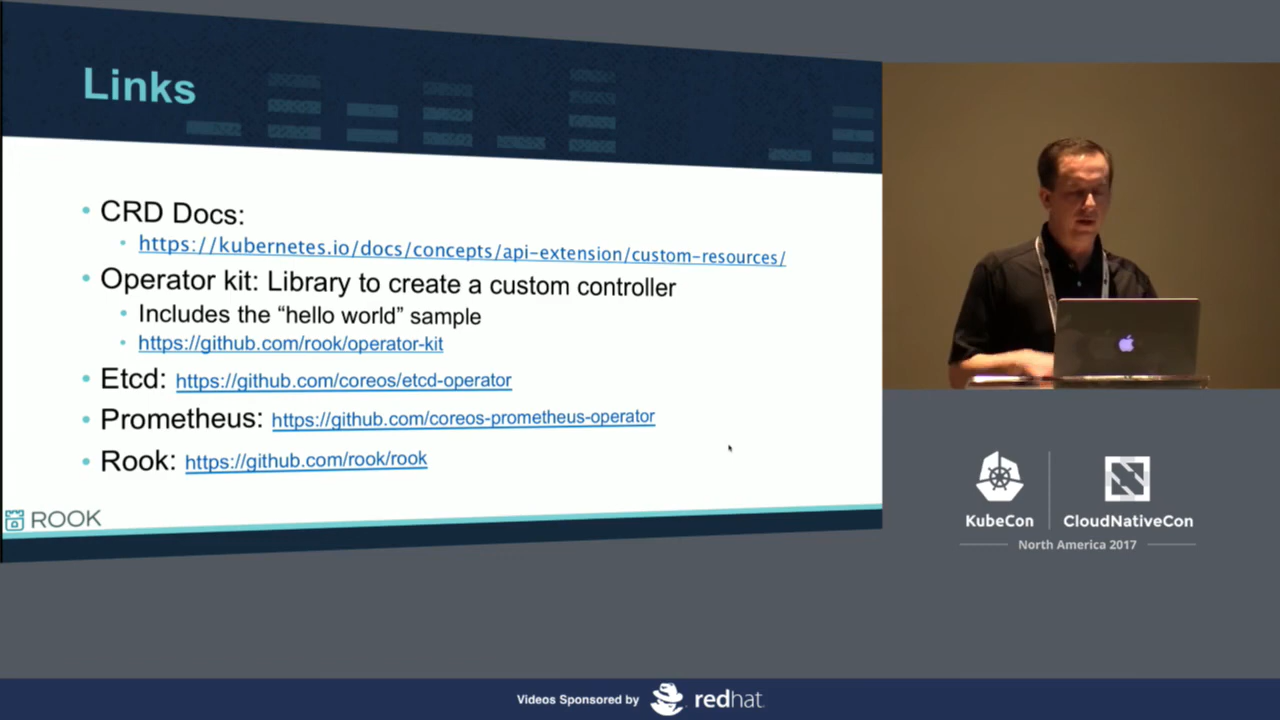 Links
• CRD Docs:
• https://kubernetes.io/docs/concepts/api-extension/custom-resources/
• Operator kit: Library to create a custom controller
• Includes the “hello world” sample
• https://github.com/rook/operator-kit
• Etcd: https://github.com/coreos/etcd-operator
• Prometheus: https://github.com/coreos-prometheus-operator
• Rook: https://github.com/rook/rook
ROOK
KubeCon
CloudNativeCon
North America 2017
Videos Sponsored by
redhat.